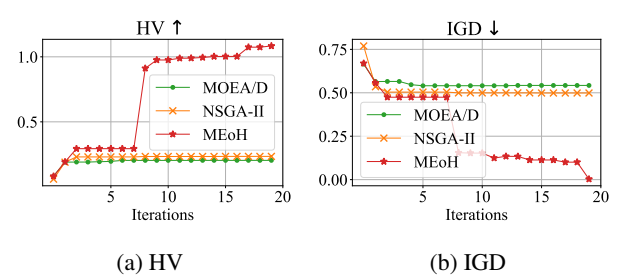 HV ↑
1.0
0.5
5 10 15 20
Iterations
MOEA/D
NSGA-II
MEoH
(a) HV
IGD ↓
0.75
0.50
0.25
0.00
5 10 15 20
Iterations
MOEA/D
NSGA-II
MEoH
(b) IGD